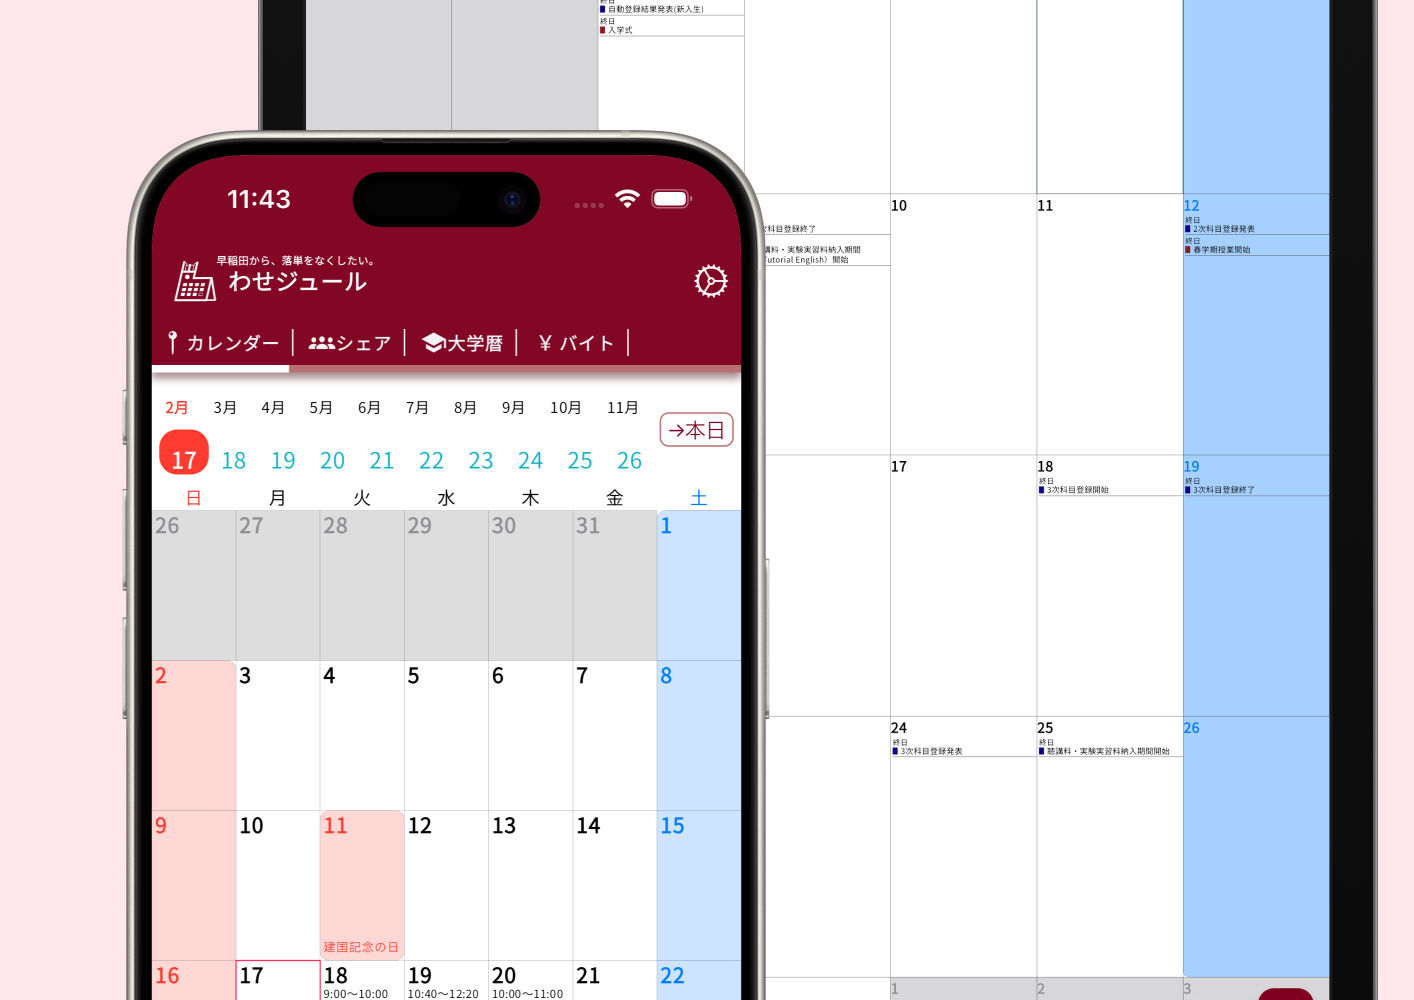 終日
自動登録結果発表(新入生)
終日
入学式
11:43
早稲田から、落単をなくしたい。
わせジュール
カレンダー
シェア
大学暦
¥ バイト
2月 3月 4月 5月 6月 7月 8月 9月 10月 11月
→本日
17 18 19 20 21 22 23 24 25 26
日 月 火 水 木 金 土
26 27 28 29 30 31 1
2 3 4 5 6 7 8
9 10 11 12 13 14 15
建国記念の日
16 17 18 19 20 21 22
9:00〜10:00 10:40〜12:20 10:00〜11:00
次科目登録終了
講料・実験実習料納入期間
Tutorial English）開始
10 11 12
終日
2次科目登録発表
終日
春学期授業開始
17 18 19
終日
3次科目登録開始
終日
3次科目登録終了
24 25 26
終日
3次科目登録発表
終日
聴講料・実験実習料納入期間開始
1 2 3